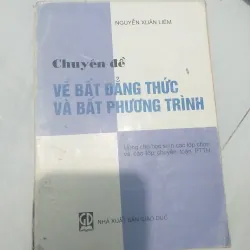 NGUYỄN XUÂN LIÊM
Chuyên đề
VỀ BẤT ĐẲNG THỨC
VÀ BẤT PHƯƠNG TRÌNH
NHÀ XUẤT BẢN GIÁO DỤC